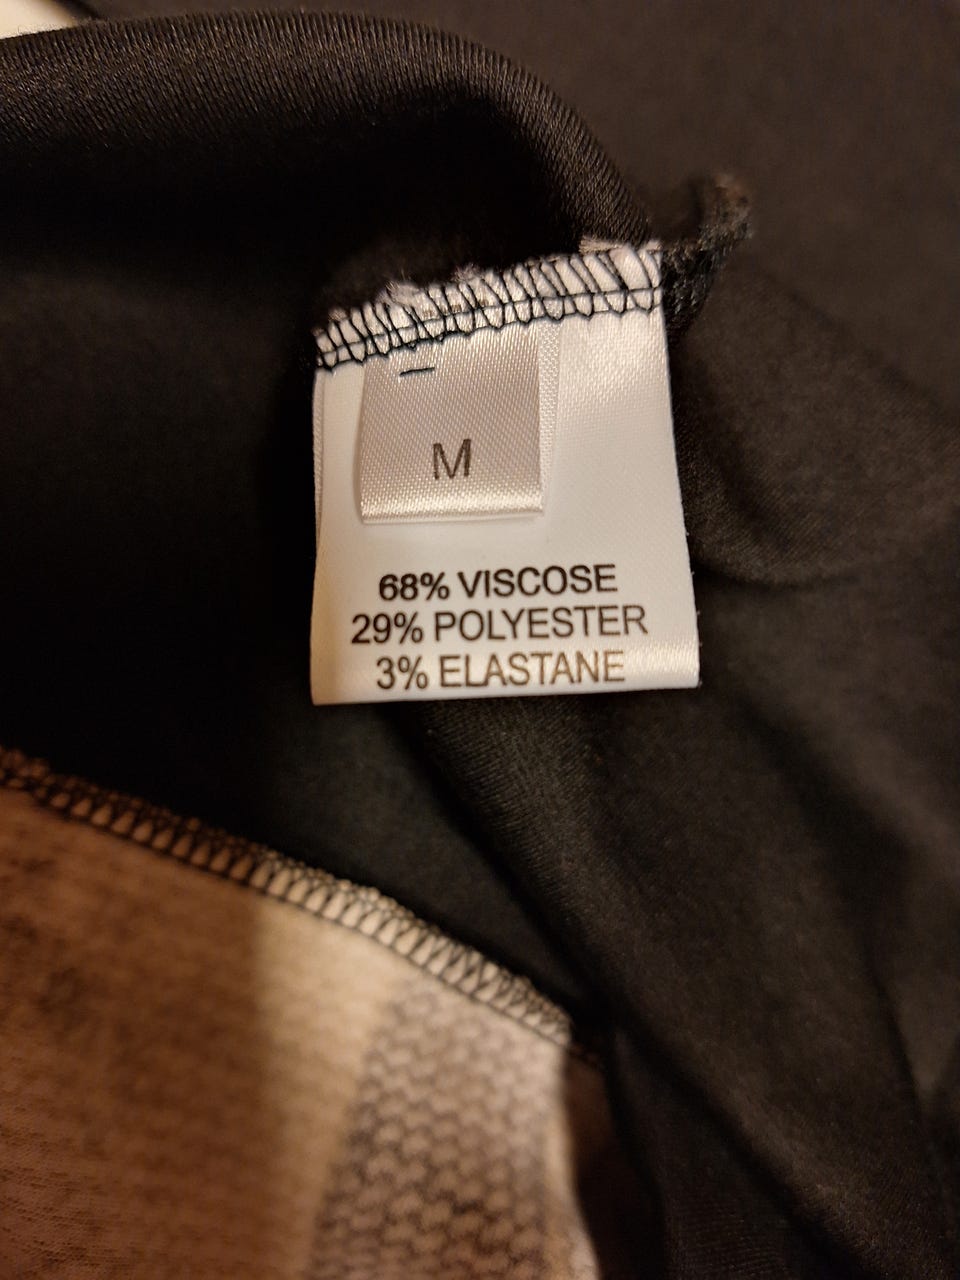 M
68% VISCOSE
29% POLYESTER
3% ELASTANE